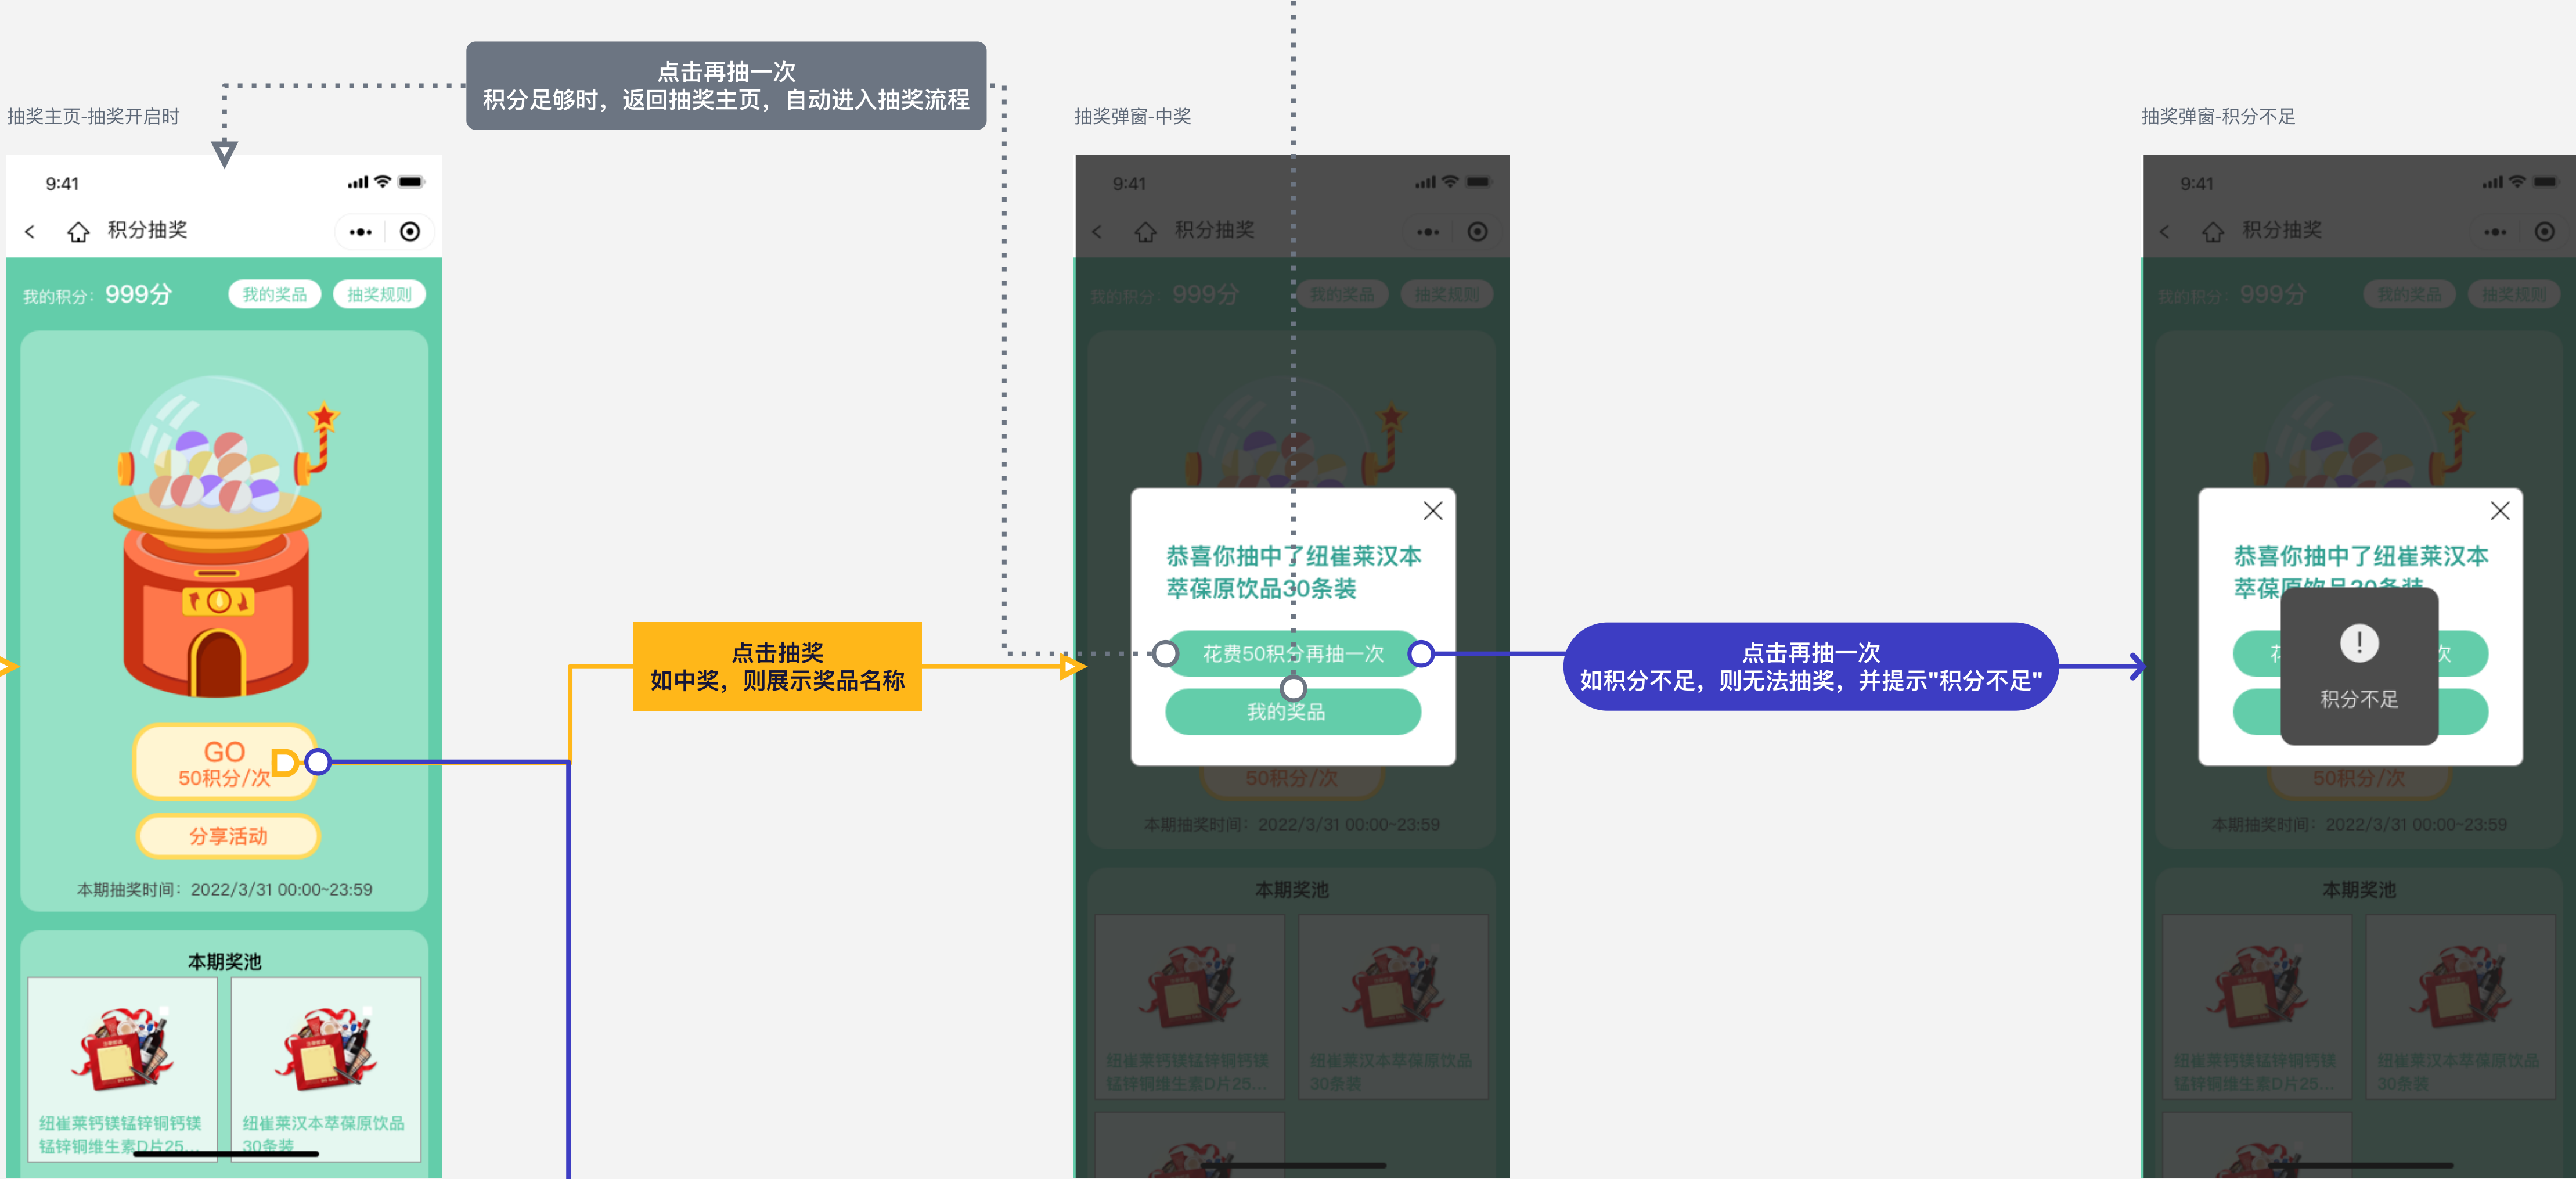 点击再抽一次
积分足够时，返回抽奖主页，自动进入抽奖流程
抽奖主页-抽奖开启时
9:41
积分抽奖
我的积分：999分
我的奖品
抽奖规则
GO
50积分/次
分享活动
本期抽奖时间：2022/3/31 00:00~23:59
本期奖池
纽崔莱钙镁锰锌铜钙镁
锰锌铜维生素D片25...
纽崔莱汉本萃葆原饮品
30条装
点击抽奖
如中奖，则展示奖品名称
抽奖弹窗-中奖
9:41
积分抽奖
我的积分：999分
我的奖品
抽奖规则
恭喜你抽中了纽崔莱汉本
萃葆原饮品30条装
花费50积分再抽一次
我的奖品
50积分/次
本期抽奖时间：2022/3/31 00:00~23:59
本期奖池
纽崔莱钙镁锰锌铜钙镁
锰锌铜维生素D片25...
纽崔莱汉本萃葆原饮品
30条装
点击再抽一次
如积分不足，则无法抽奖，并提示"积分不足"
抽奖弹窗-积分不足
9:41
积分抽奖
我的积分：999分
我的奖品
抽奖规则
恭喜你抽中了纽崔莱汉本
萃葆原饮品30条装
次
积分不足
50积分/次
本期抽奖时间：2022/3/31 00:00~23:59
本期奖池
纽崔莱钙镁锰锌铜钙镁
锰锌铜维生素D片25...
纽崔莱汉本萃葆原饮品
30条装